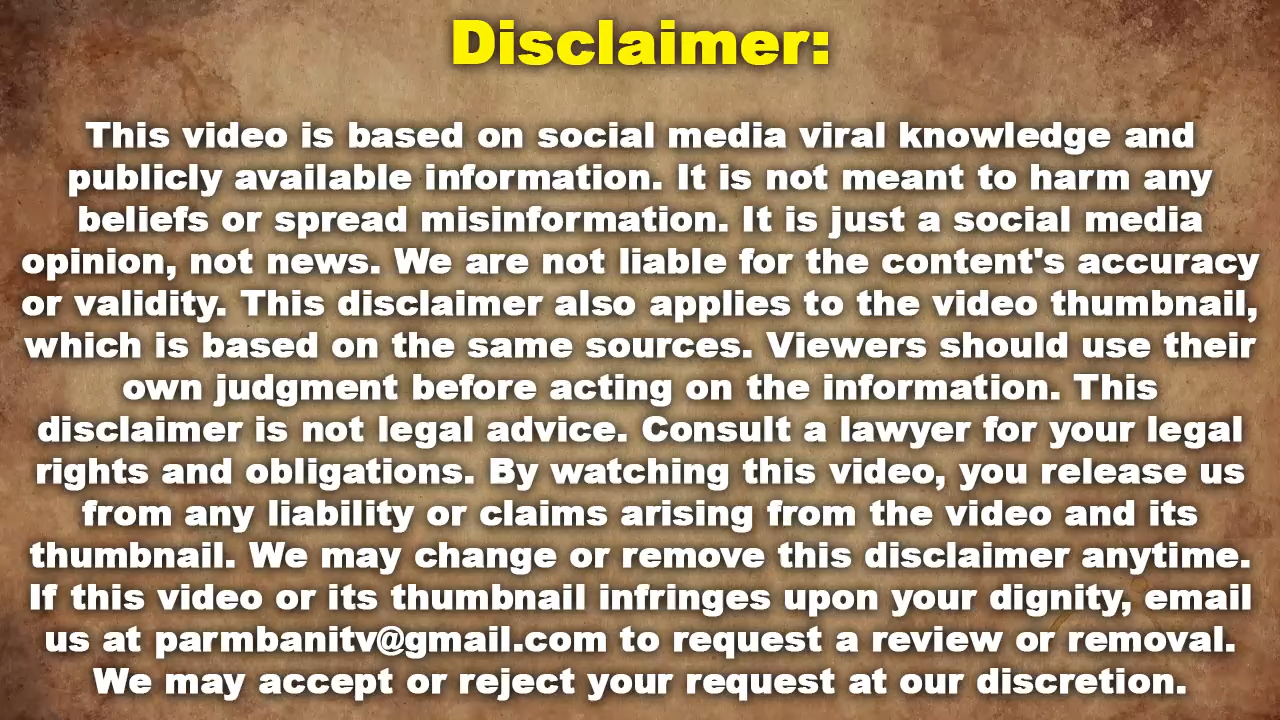 Disclaimer:
This video is based on social media viral knowledge and
publicly available information. It is not meant to harm any
beliefs or spread misinformation. It is just a social media
opinion, not news. We are not liable for the content's accuracy
or validity. This disclaimer also applies to the video thumbnail,
which is based on the same sources. Viewers should use their
own judgment before acting on the information. This
disclaimer is not legal advice. Consult a lawyer for your legal
rights and obligations. By watching this video, you release us
from any liability or claims arising from the video and its
thumbnail. We may change or remove this disclaimer anytime.
If this video or its thumbnail infringes upon your dignity, email
us at parmbanitv@gmail.com to request a review or removal.
We may accept or reject your request at our discretion.